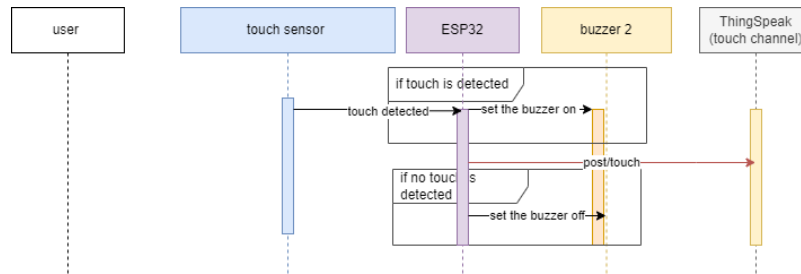 user
touch sensor
ESP32
buzzer 2
ThingSpeak
(touch channel)
if touch is detected
touch detected
set the buzzer on
post/touch
if no touch is
detected
set the buzzer off